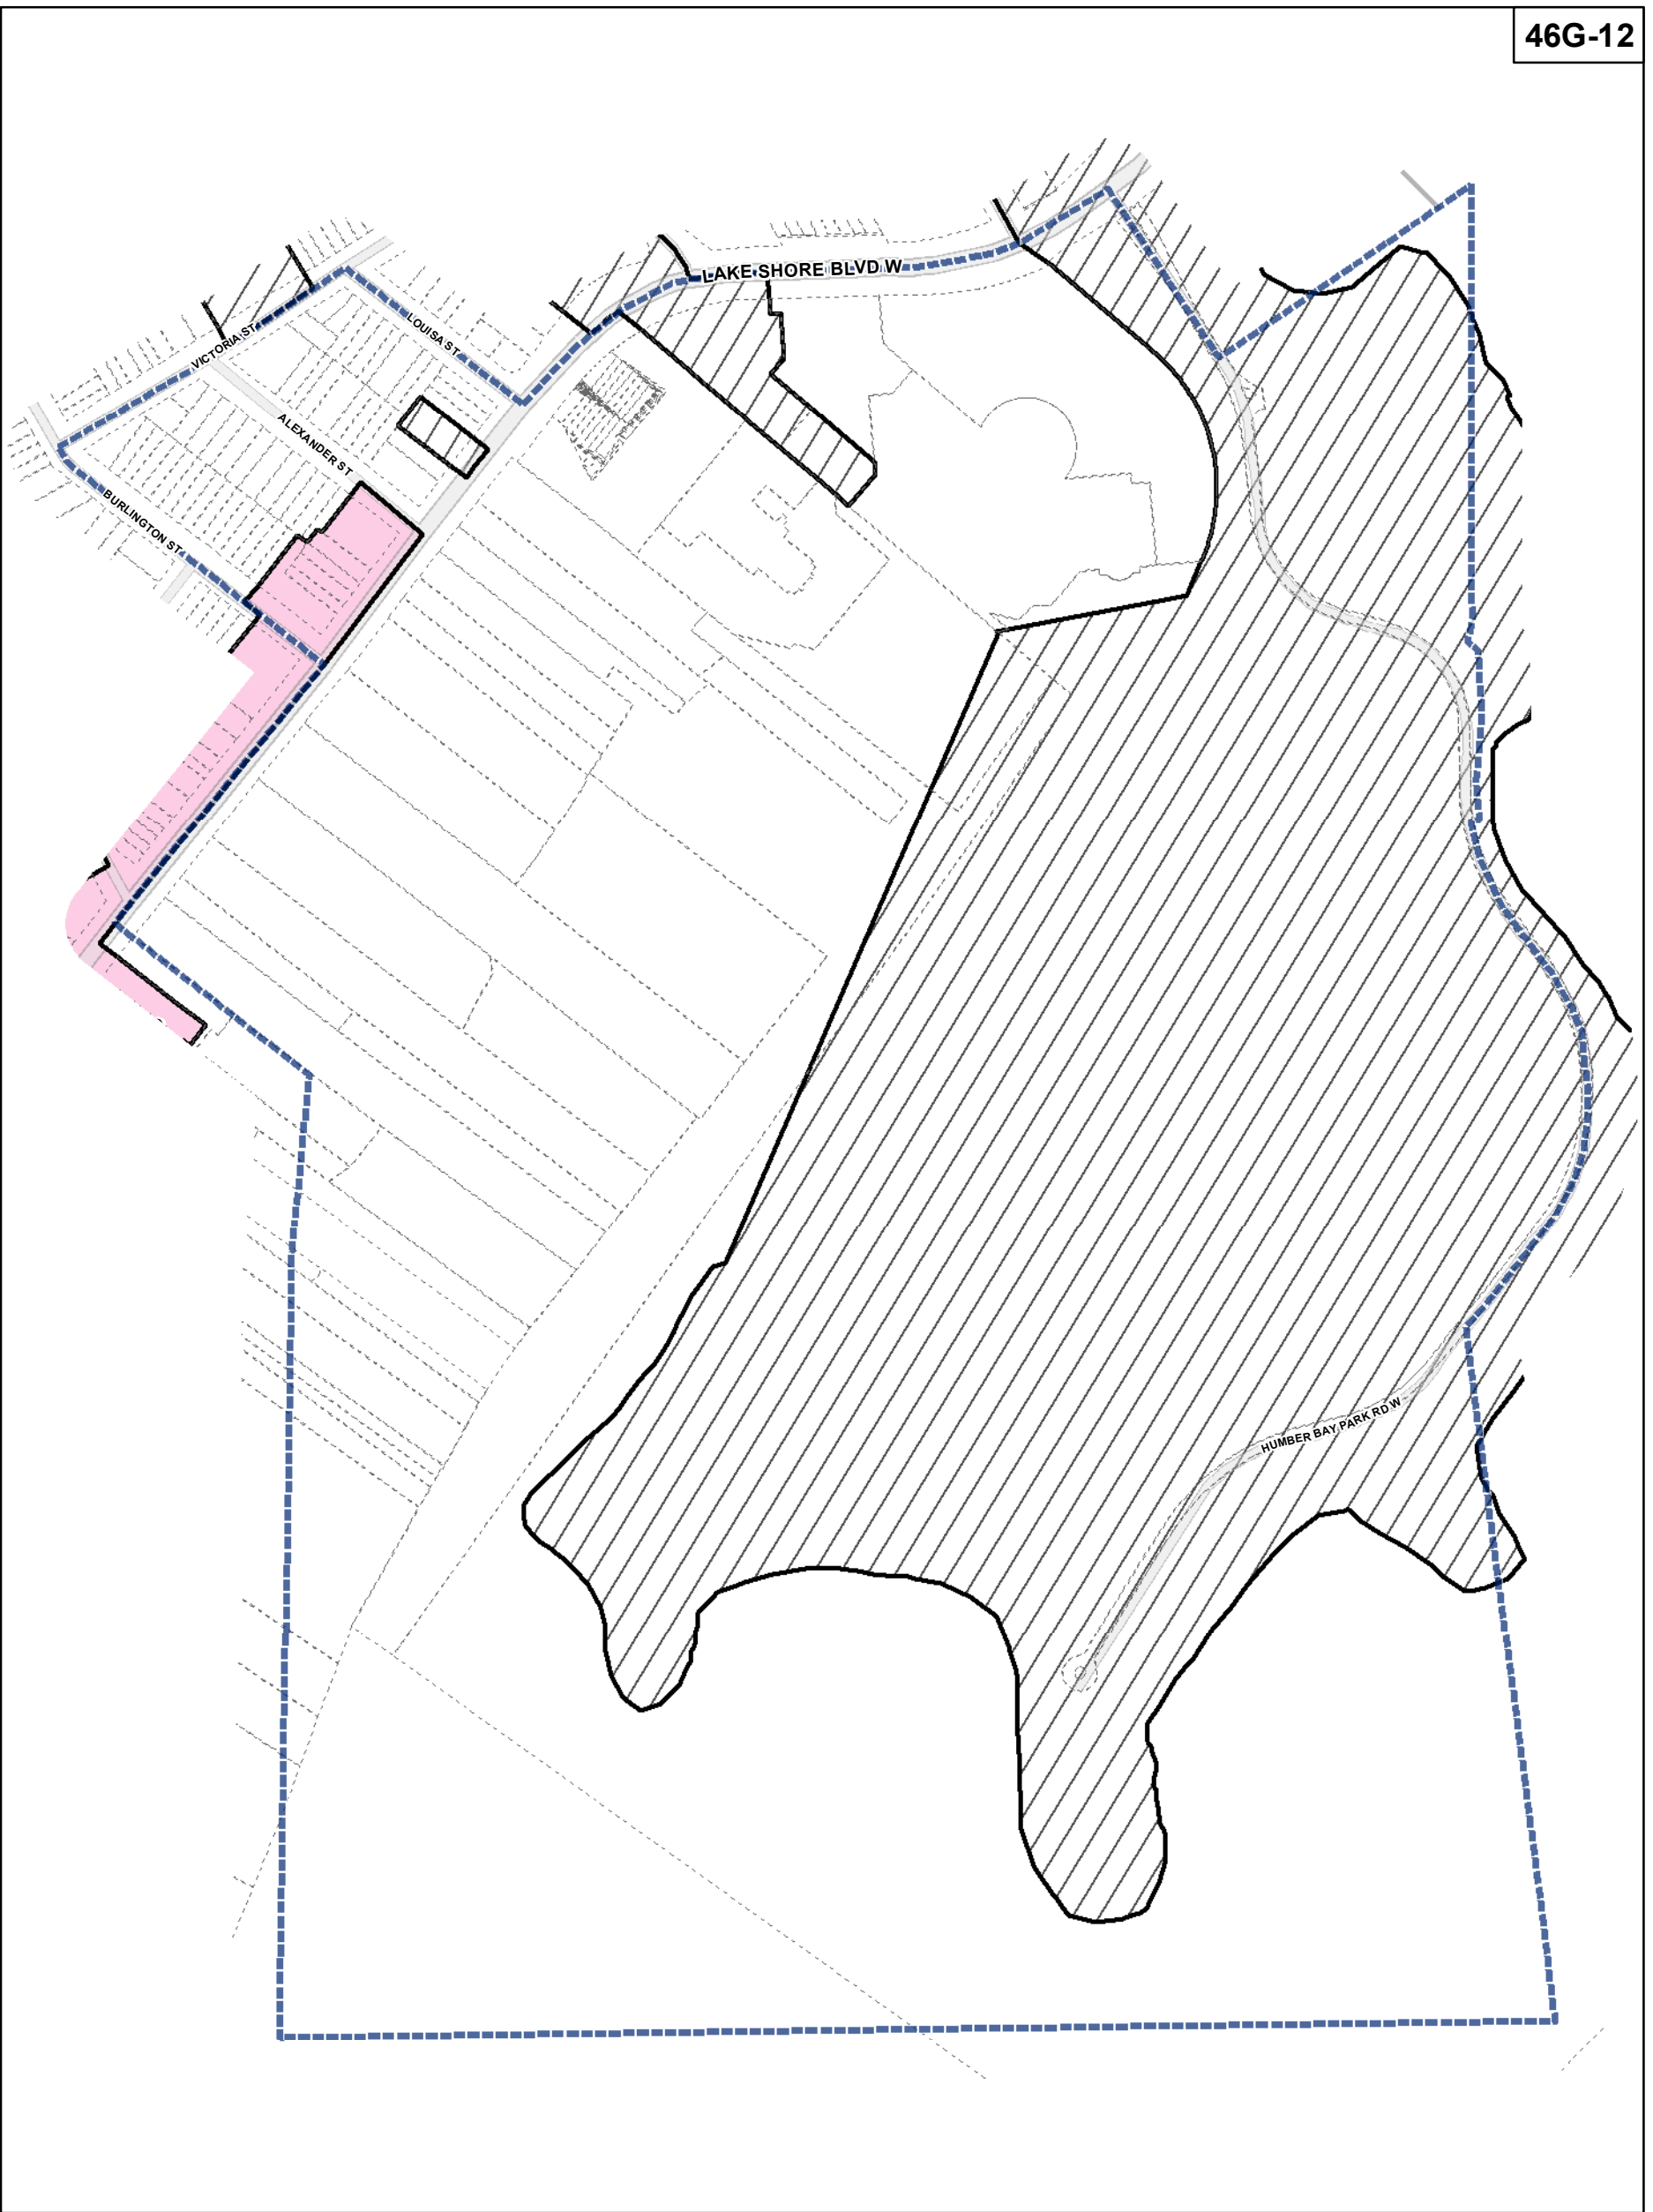 46G-12
LAKE SHORE BLVD W
LOUISA ST
VICTORIA ST
ALEXANDER ST
BURLINGTON ST
HUMBER BAY PARK RD W